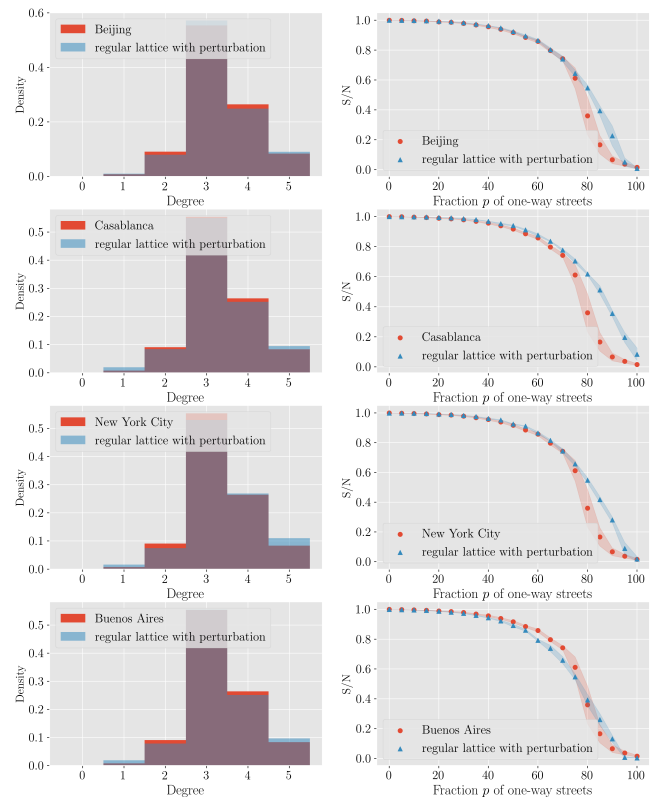 0.6
0.4
0.2
0.0
Density
Beijing
regular lattice with perturbation
0 1 2 3 4 5
Degree
1.0
0.8
0.6
0.4
0.2
0.0
S/N
Beijing
regular lattice with perturbation
0 20 40 60 80 100
Fraction p of one-way streets
0.5
0.4
0.3
0.2
0.1
0.0
Density
Casablanca
regular lattice with perturbation
0 1 2 3 4 5
Degree
1.0
0.8
0.6
0.4
0.2
0.0
S/N
Casablanca
regular lattice with perturbation
0 20 40 60 80 100
Fraction p of one-way streets
0.5
0.4
0.3
0.2
0.1
0.0
Density
New York City
regular lattice with perturbation
0 1 2 3 4 5
Degree
1.0
0.8
0.6
0.4
0.2
0.0
S/N
New York City
regular lattice with perturbation
0 20 40 60 80 100
Fraction p of one-way streets
0.5
0.4
0.3
0.2
0.1
0.0
Density
Buenos Aires
regular lattice with perturbation
0 1 2 3 4 5
Degree
1.0
0.8
0.6
0.4
0.2
0.0
S/N
Buenos Aires
regular lattice with perturbation
0 20 40 60 80 100
Fraction p of one-way streets